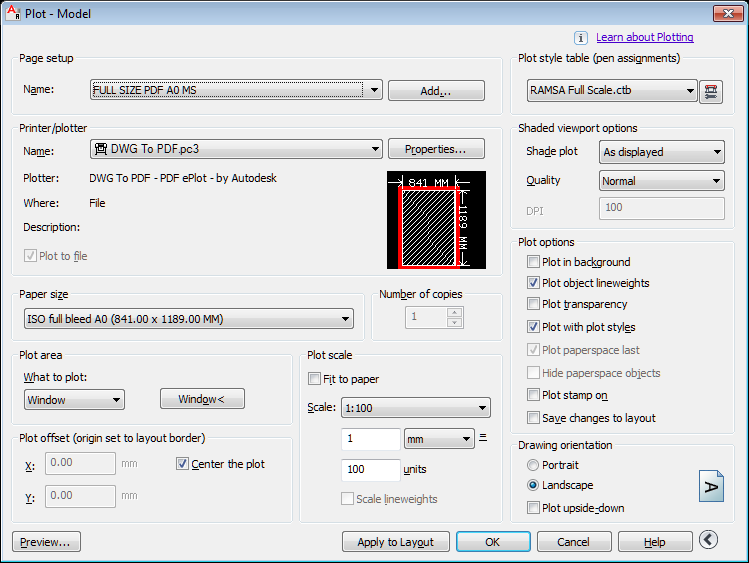 Plot - Model
Learn about Plotting
Page setup
Name:
FULL SIZE PDF A0 MS
Add...
Printer/plotter
Name:
DWG To PDF.pc3
Properties...
Plotter:
DWG To PDF - PDF ePlot - by Autodesk
Where:
File
Description:
Plot to file
841 MM
1189 MM
Paper size
ISO full bleed A0 (841.00 x 1189.00 MM)
Number of copies
1
Plot area
What to plot:
Window
Window<
Plot offset (origin set to layout border)
X:
0.00
mm
Center the plot
Y:
0.00
mm
Plot scale
Fit to paper
Scale:
1:100
1
mm
=
100
units
Scale lineweights
Plot style table (pen assignments)
RAMSA Full Scale.ctb
Shaded viewport options
Shade plot
As displayed
Quality
Normal
DPI
100
Plot options
Plot in background
Plot object lineweights
Plot transparency
Plot with plot styles
Plot paperspace last
Hide paperspace objects
Plot stamp on
Save changes to layout
Drawing orientation
Portrait
Landscape
Plot upside-down
A
Preview...
Apply to Layout
OK
Cancel
Help